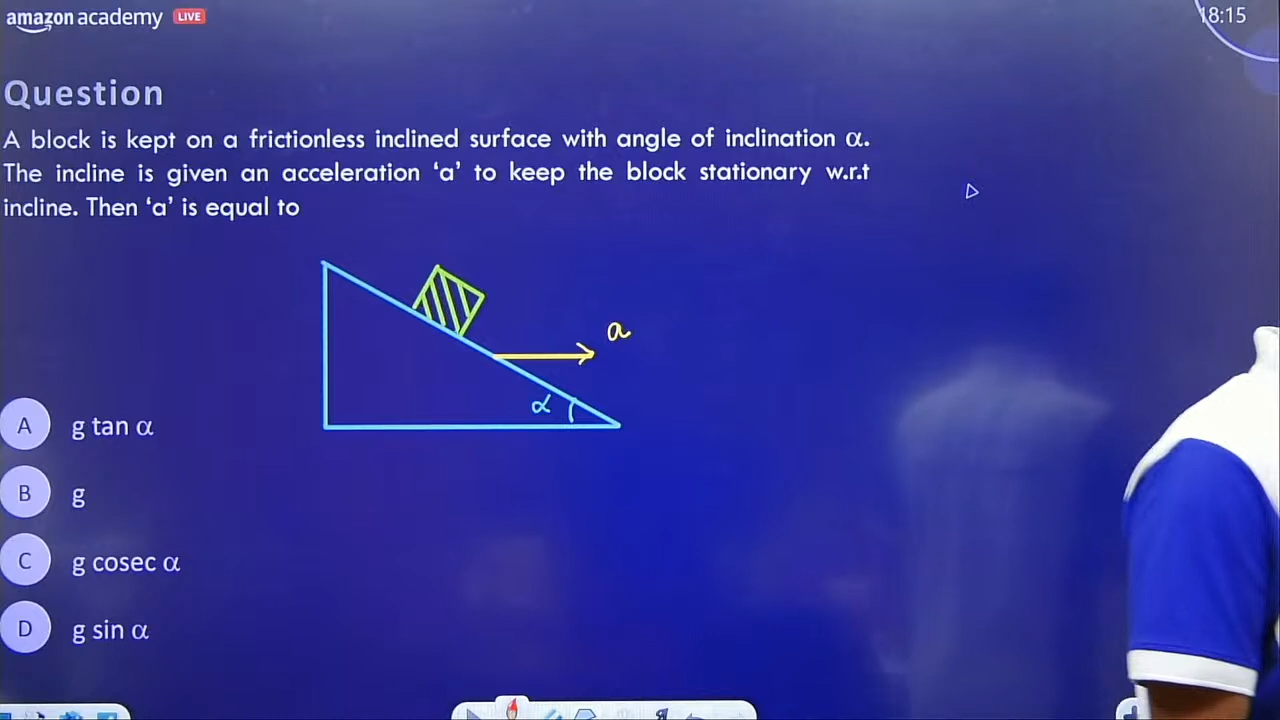 amazon academy LIVE
18:15
Question
A block is kept on a frictionless inclined surface with angle of inclination α.
The incline is given an acceleration ‘a’ to keep the block stationary w.r.t
incline. Then ‘a’ is equal to
a
α
A g tan α
B g
C g cosec α
D g sin α